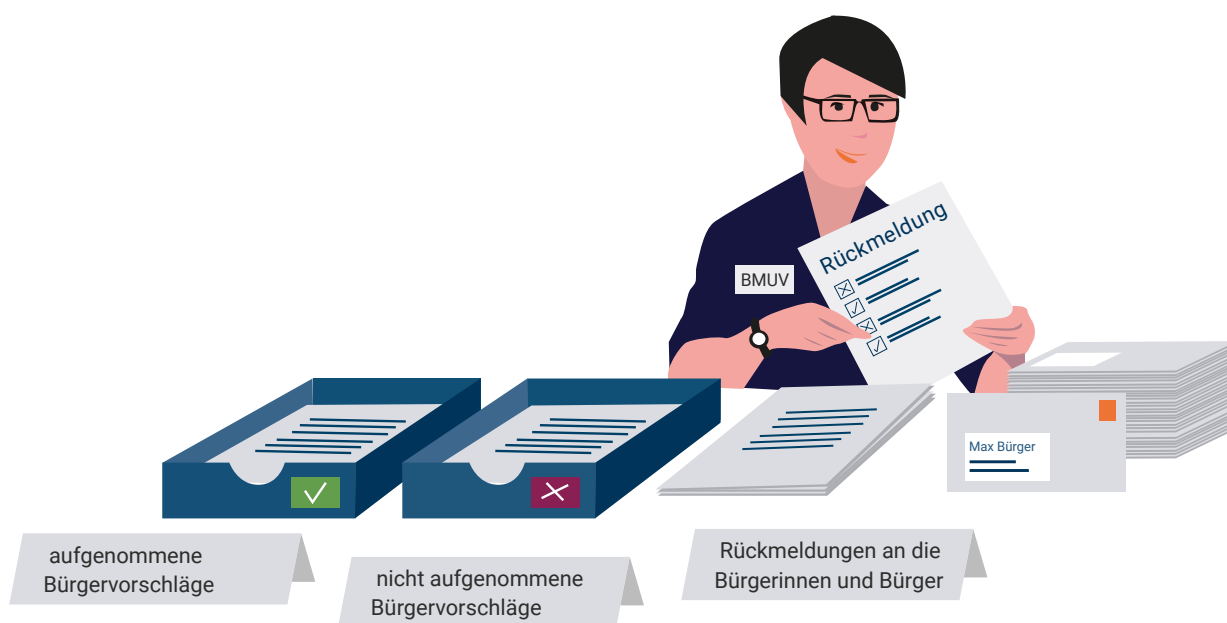 Rückmeldung
BMUV
Max Bürger
aufgenommene
Bürgervorschläge
nicht aufgenommene
Bürgervorschläge
Rückmeldungen an die
Bürgerinnen und Bürger